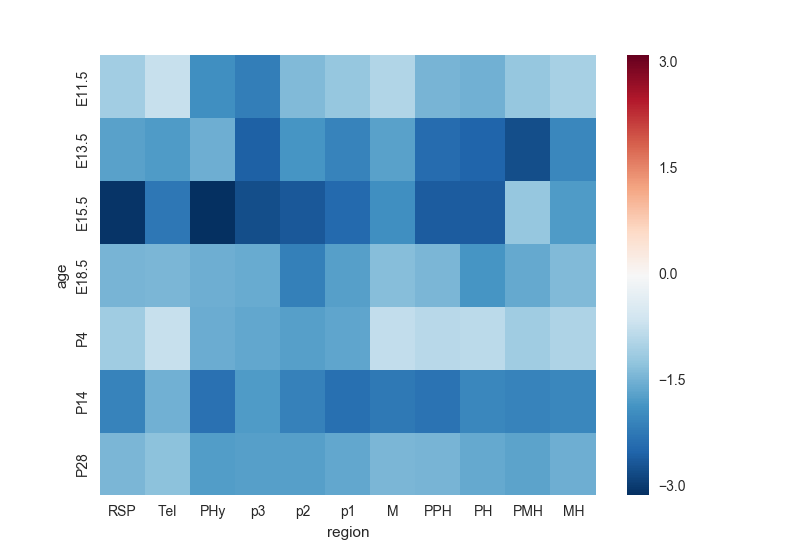 age
E11.5
E13.5
E15.5
E18.5
P4
P14
P28
RSP Tel PHy p3 p2 p1 M PPH PH PMH MH
region
3.0
1.5
0.0
−1.5
−3.0